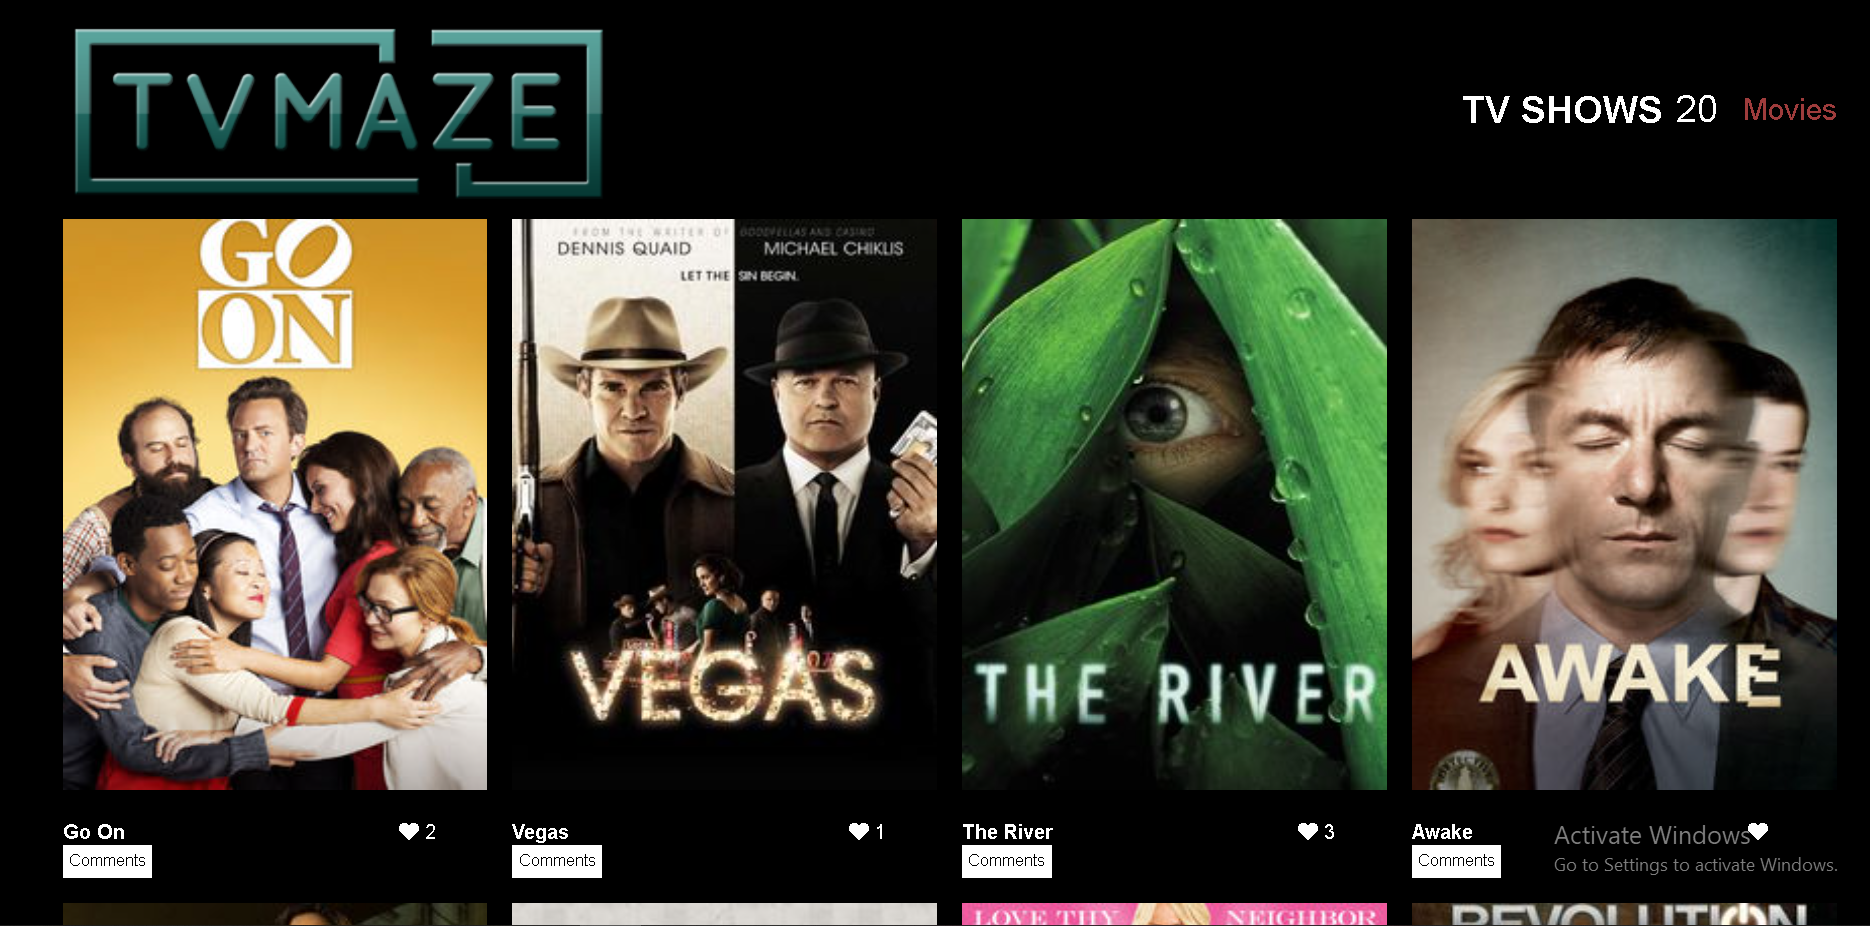 TVMAZE
TV SHOWS 20 Movies
GO
ON
FROM THE WRITER OF GOODFELLAS AND CASINO
DENNIS QUAID MICHAEL CHIKLIS
LET THE SIN BEGIN.
VEGAS
THE RIVER
AWAKE
Go On 2
Comments
Vegas 1
Comments
The River 3
Comments
Awake
Comments
Activate Windows
Go to Settings to activate Windows.
LOVE THY NEIGHBOR
REVOLUTION